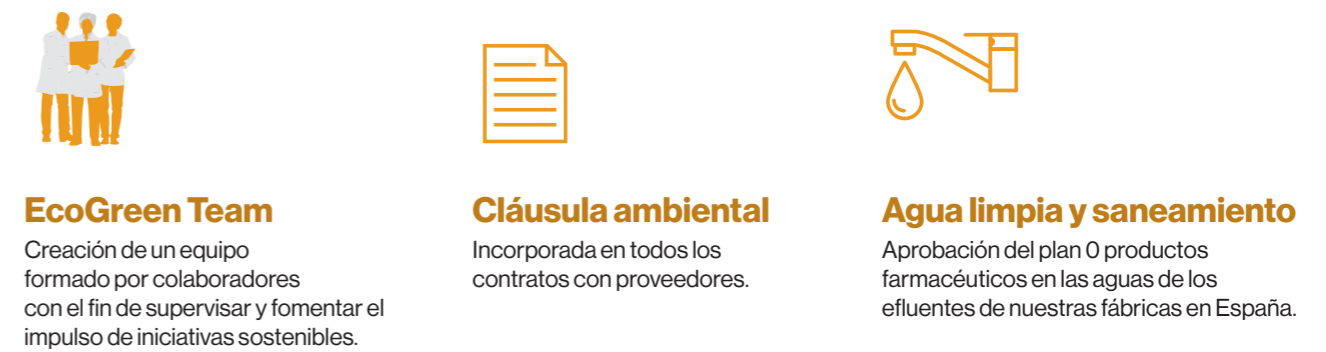 EcoGreen Team
Creación de un equipo
formado por colaboradores
con el fin de supervisar y fomentar el
impulso de iniciativas sostenibles.
Cláusula ambiental
Incorporada en todos los
contratos con proveedores.
Agua limpia y saneamiento
Aprobación del plan 0 productos
farmacéuticos en las aguas de los
efluentes de nuestras fábricas en España.